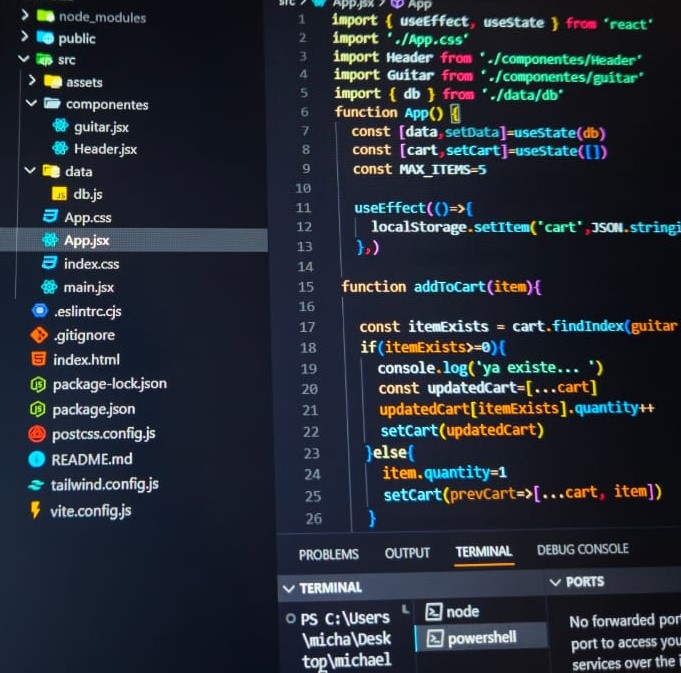 node_modules
public
src
assets
componentes
guitar.jsx
Header.jsx
data
db.js
App.css
App.jsx
index.css
main.jsx
.eslintrc.cjs
.gitignore
index.html
package-lock.json
package.json
postcss.config.js
README.md
tailwind.config.js
vite.config.js
src > App.jsx > App
1 import { useEffect, useState } from 'react'
2 import './App.css'
3 import Header from './componentes/Header'
4 import Guitar from './componentes/guitar'
5 import { db } from './data/db'
6 function App() {
7 const [data,setData]=useState(db)
8 const [cart,setCart]=useState([])
9 const MAX_ITEMS=5
10
11 useEffect(()=>{
12 localStorage.setItem('cart',JSON.stringi
13 },)
14
15 function addToCart(item){
16
17 const itemExists = cart.findIndex(guitar
18 if(itemExists>=0){
19 console.log('ya existe... ')
20 const updatedCart=[...cart]
21 updatedCart[itemExists].quantity++
22 setCart(updatedCart)
23 }else{
24 item.quantity=1
25 setCart(prevCart=>[...cart, item])
26 }
PROBLEMS OUTPUT TERMINAL DEBUG CONSOLE
TERMINAL
PS C:\Users
\micha\Desk
top\michael
node
powershell
PORTS
No forwarded por
port to access you
services over the i